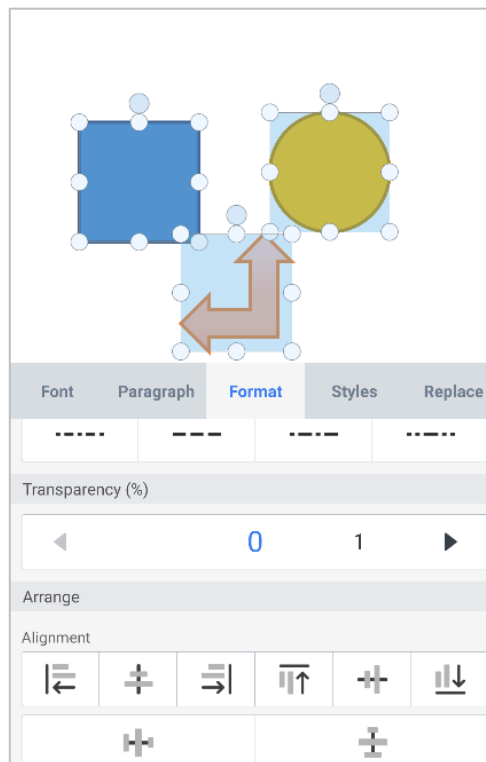 Font Paragraph Format Styles Replace
Transparency (%)
0 1
Arrange
Alignment